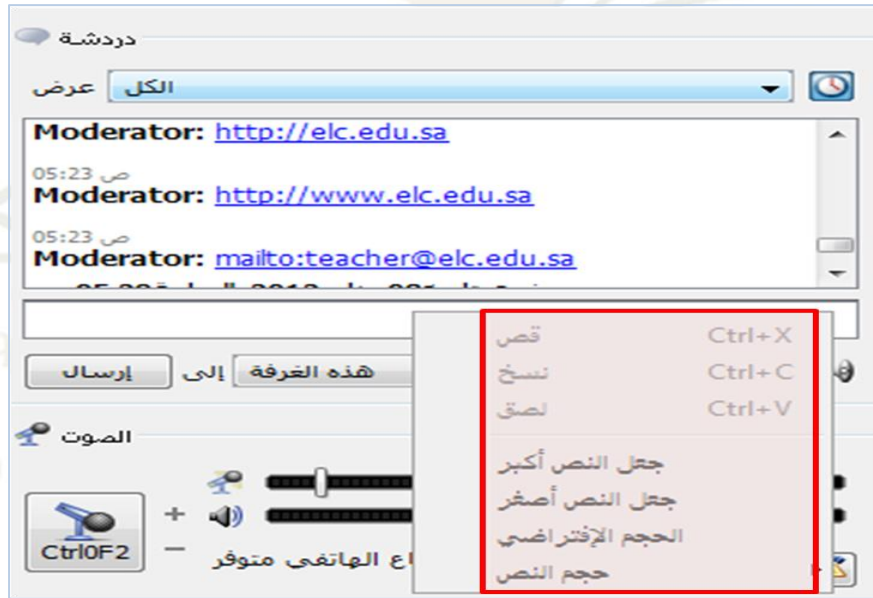 دردشة
عرض الكل
Moderator: http://elc.edu.sa
05:23 ص
Moderator: http://www.elc.edu.sa
05:23 ص
Moderator: mailto:teacher@elc.edu.sa
قص Ctrl+X
إرسال إلى هذه الغرفة
نسخ Ctrl+C
لصق Ctrl+V
الصوت
جعل النص أكبر
جعل النص أصغر
الحجم الإفتراضي
حجم النص
Ctrl0F2
الهاتفي متوفر